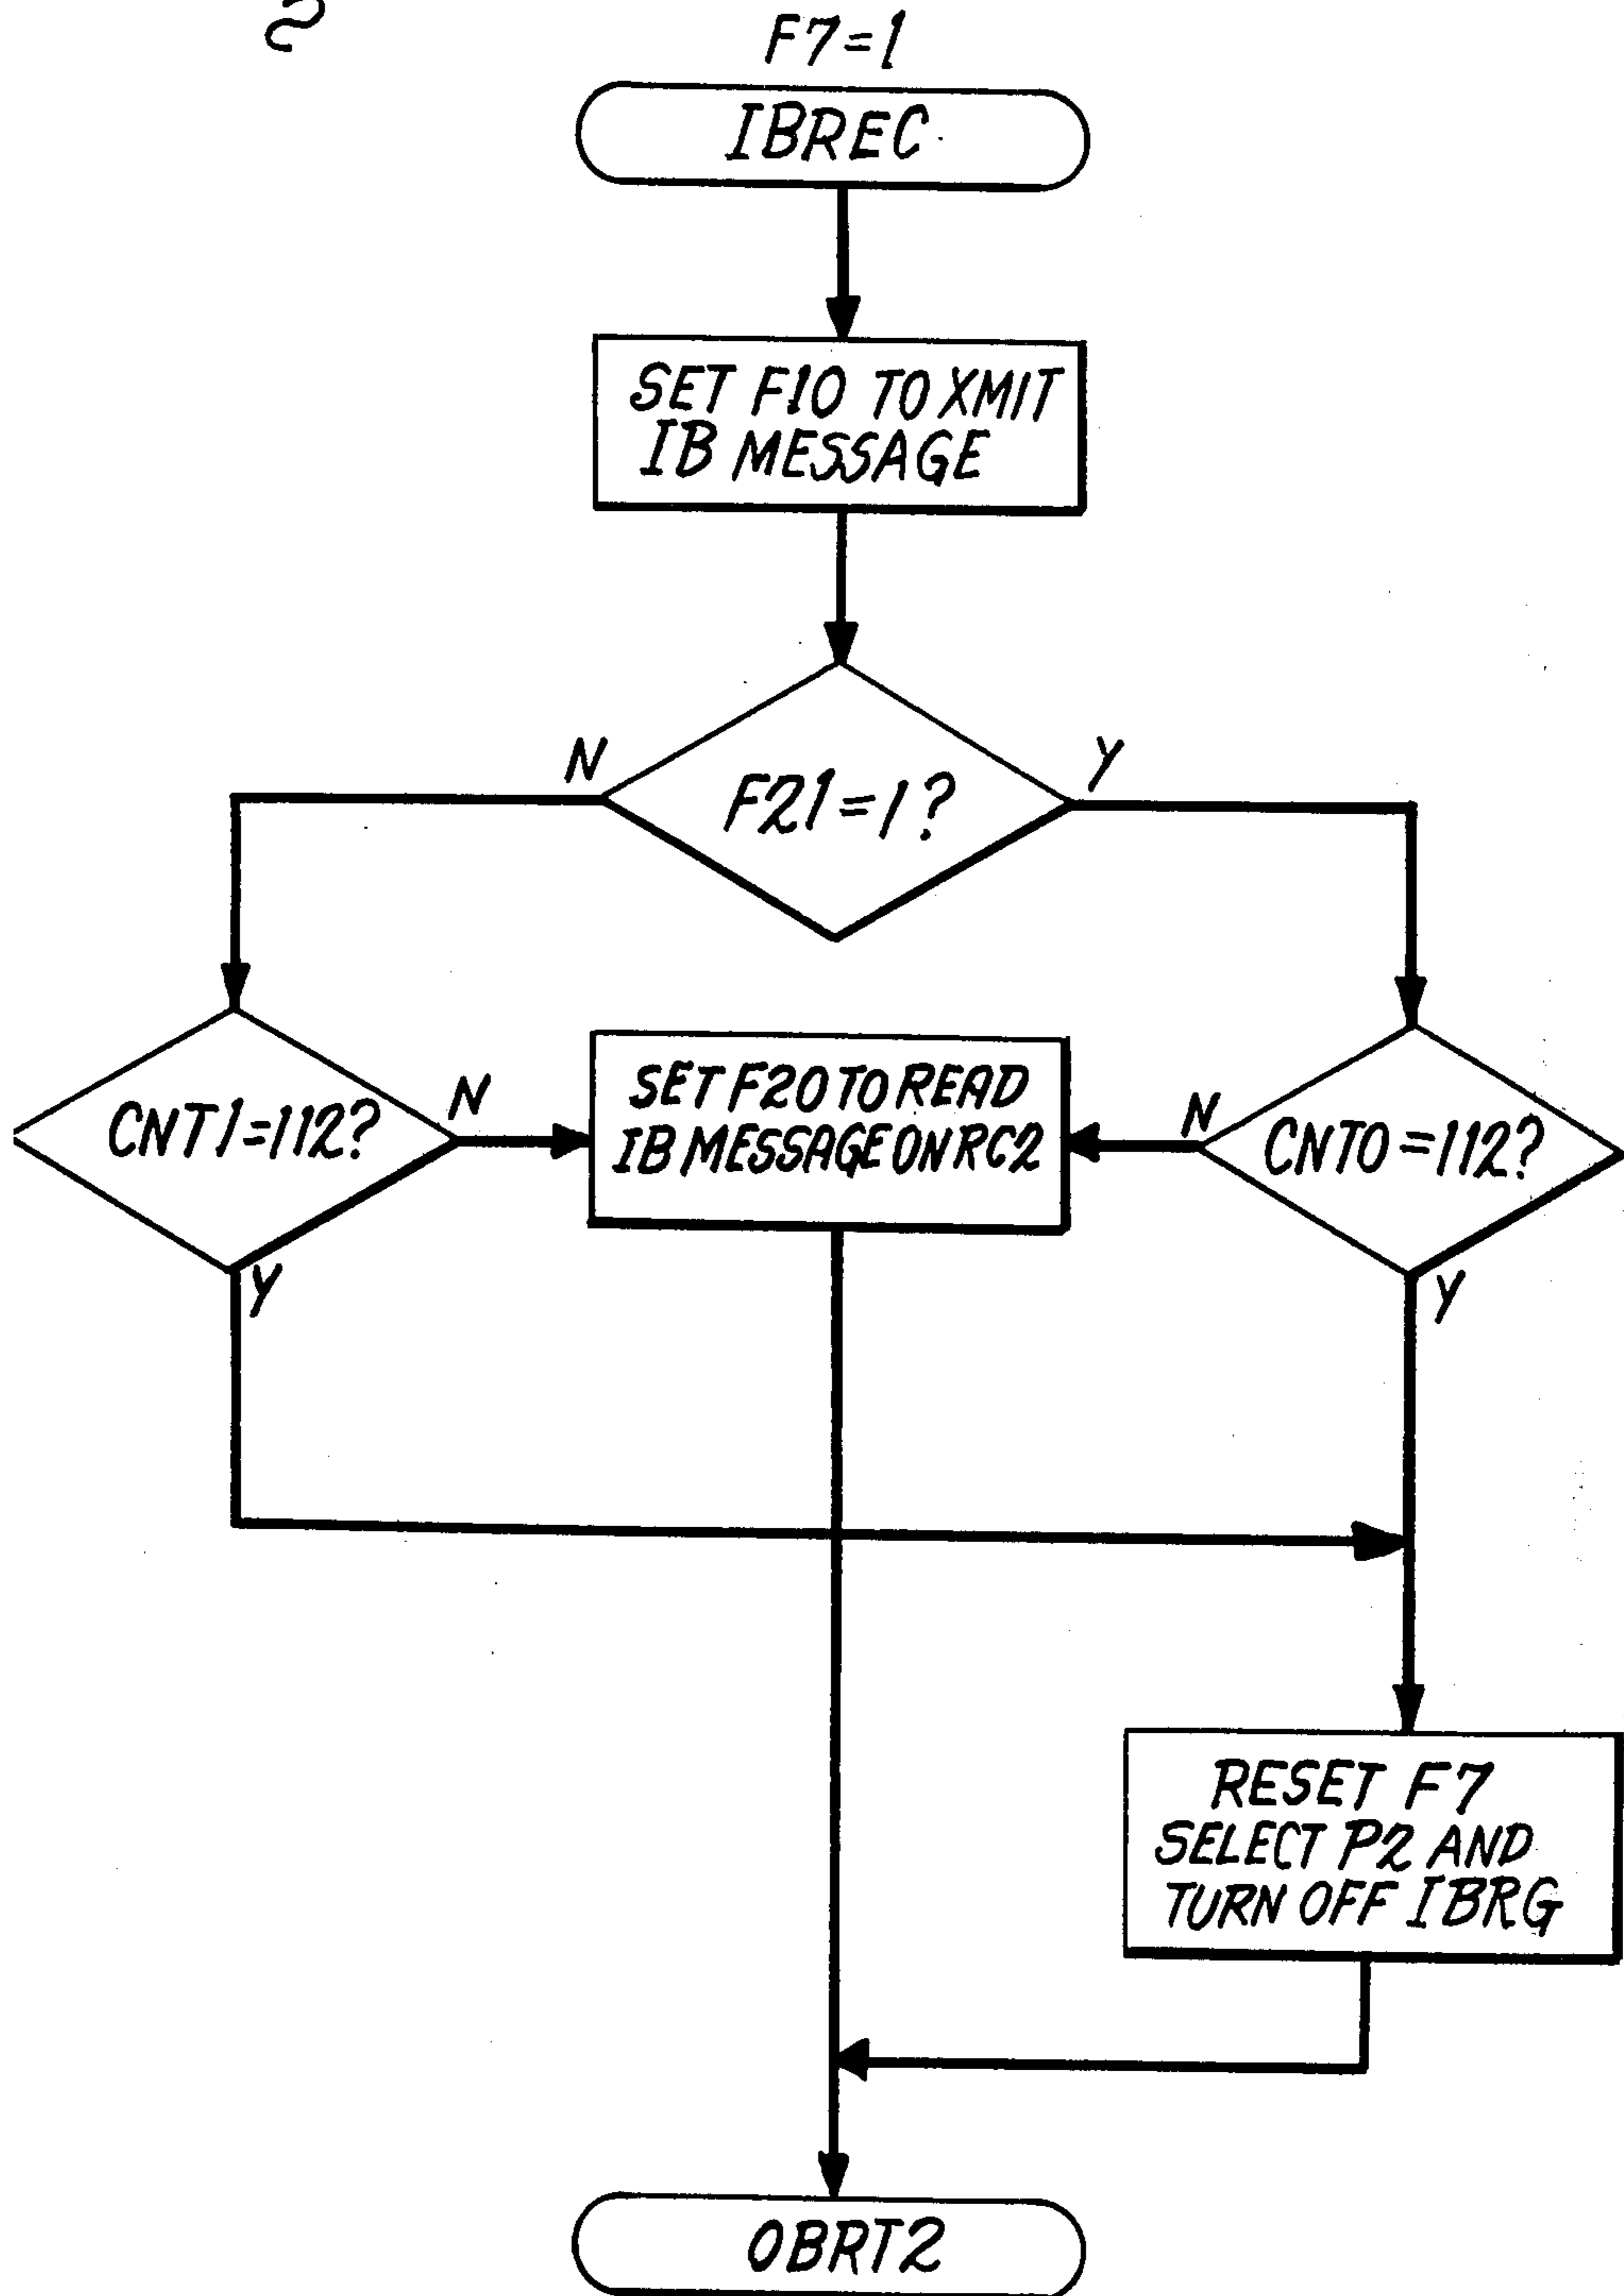 F7=1
IBREC
SET F10 TO XMIT
IB MESSAGE
N
Y
F21=1?
N
CNT1=112?
SET F20 TO READ
IB MESSAGE ON RC2
N
CNT0=112?
Y
Y
RESET F7
SELECT P2 AND
TURN OFF IBRG
OBRT2